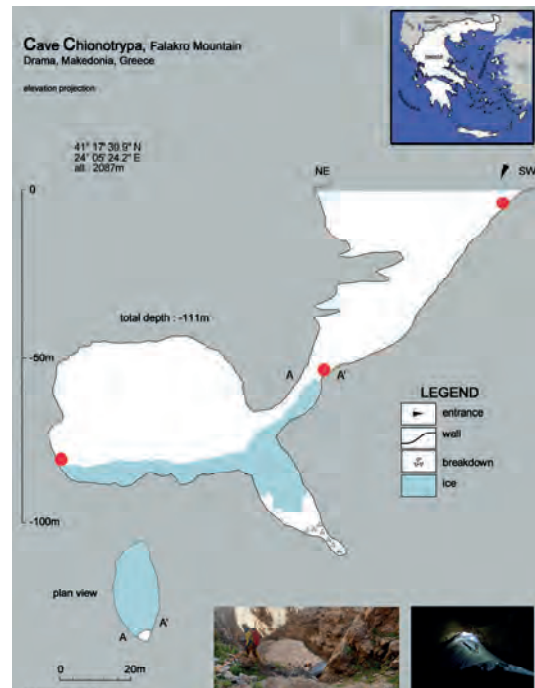 Cave Chionotrypa, Falakro Mountain
Drama, Makedonia, Greece
elevation projection
41° 17' 39.9" N
24° 05' 24.2" E
alt : 2087m
NE
SW
0
total depth : -111m
-50m
A
A'
LEGEND
entrance
wall
breakdown
ice
-100m
plan view
A
A'
0
20m